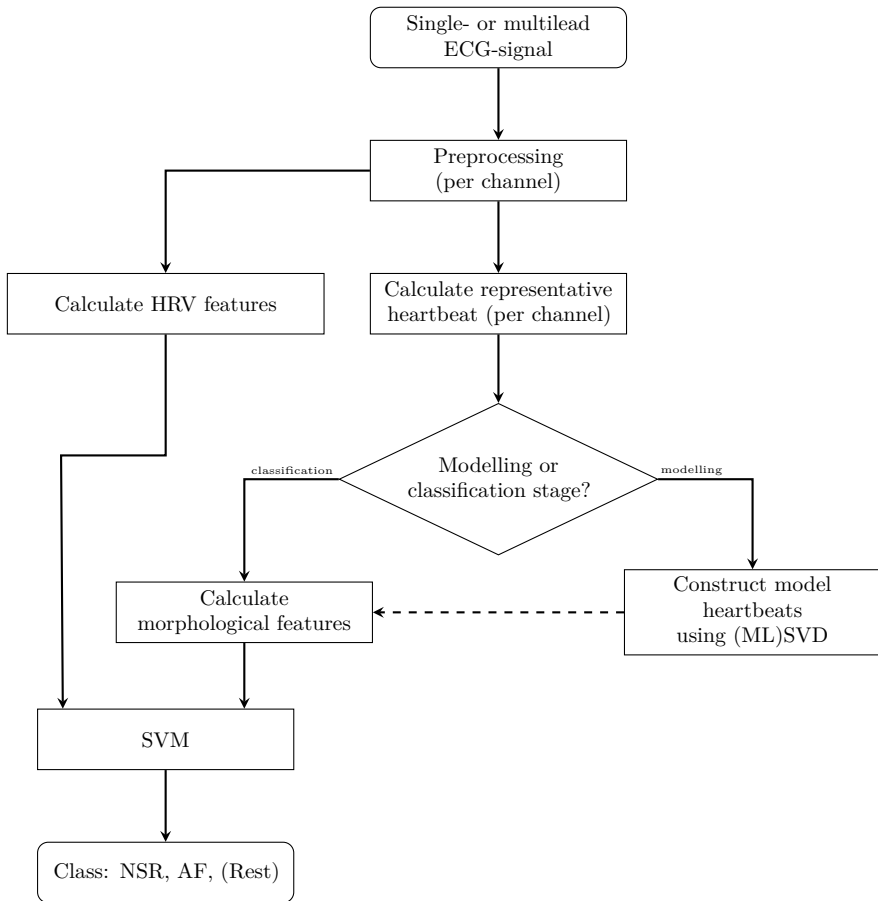 Single- or multilead
ECG-signal
Preprocessing
(per channel)
Calculate HRV features
Calculate representative
heartbeat (per channel)
Modelling or
classification stage?
classification
modelling
Calculate
morphological features
Construct model
heartbeats
using (ML)SVD
SVM
Class: NSR, AF, (Rest)